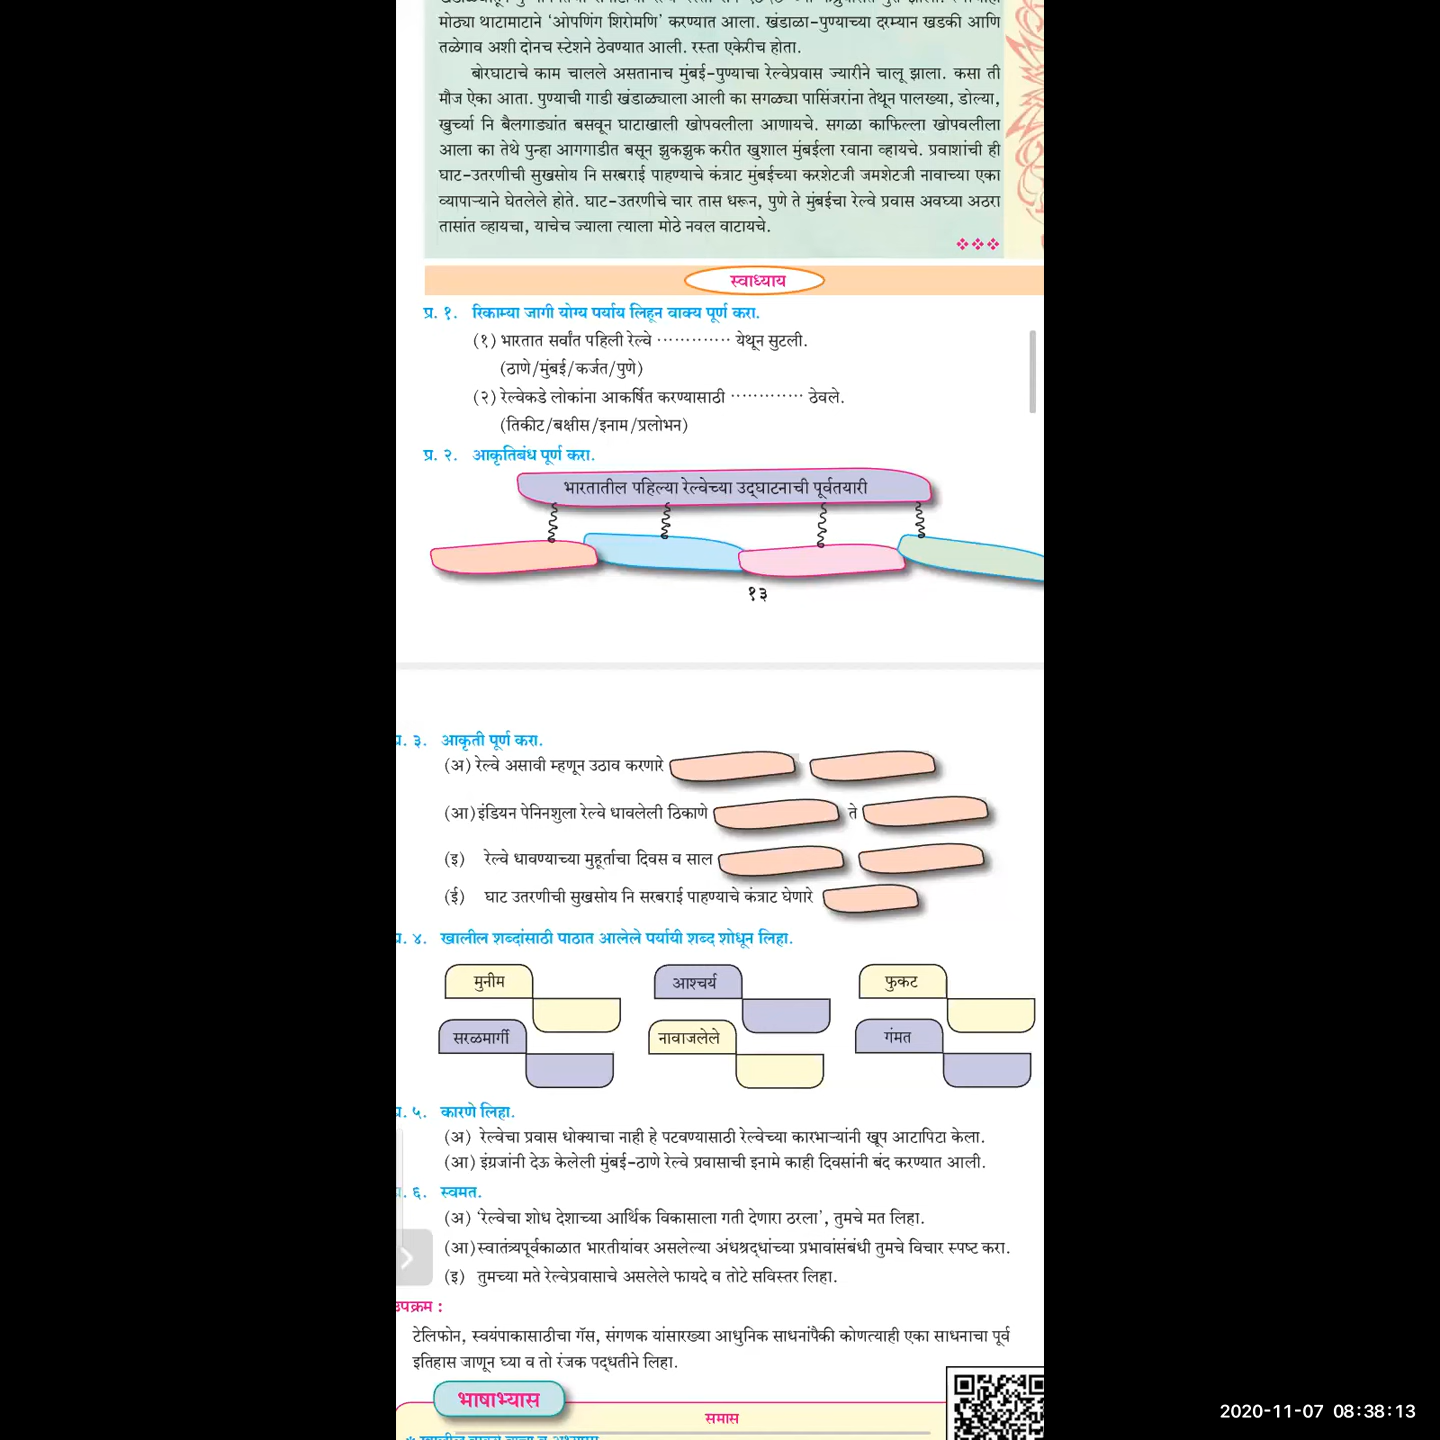 मोठ्या थाटामाटाने ‘ओपणिंग शिरोमणि’ करण्यात आला. खंडाळा-पुण्याच्या दरम्यान खडकी आणि
तळेगाव अशी दोनच स्टेशने ठेवण्यात आली. रस्ता एकेरीच होता.
बोरघाटाचे काम चालले असतानाच मुंबई-पुण्याचा रेल्वेप्रवास ज्यारीने चालू झाला. कसा ती
मौज ऐका आता. पुण्याची गाडी खंडाळ्याला आली का सगळ्या पासिंजरांना तेथून पालख्या, डोल्या,
खुर्च्या नि बैलगाड्यांत बसवून घाटाखाली खोपवलीला आणायचे. सगळा काफिल्ला खोपवलीला
आला का तेथे पुन्हा आगगाडीत बसून झुकझुक करीत खुशाल मुंबईला रवाना व्हायचे. प्रवाशांची ही
घाट-उतरणीची सुखसोय नि सरबराई पाहण्याचे कंत्राट मुंबईच्या करशेटजी जमशेटजी नावाच्या एका
व्यापाऱ्याने घेतलेले होते. घाट-उतरणीचे चार तास धरून, पुणे ते मुंबईचा रेल्वे प्रवास अवघ्या अठरा
तासांत व्हायचा, याचेच ज्याला त्याला मोठे नवल वाटायचे.
स्वाध्याय
प्र. १. रिकाम्या जागी योग्य पर्याय लिहून वाक्य पूर्ण करा.
(१) भारतात सर्वांत पहिली रेल्वे ............. येथून सुटली.
(ठाणे/मुंबई/कर्जत/पुणे)
(२) रेल्वेकडे लोकांना आकर्षित करण्यासाठी ............. ठेवले.
(तिकीट/बक्षीस/इनाम/प्रलोभन)
प्र. २. आकृतिबंध पूर्ण करा.
भारतातील पहिल्या रेल्वेच्या उद्‌घाटनाची पूर्वतयारी
१३
प्र. ३. आकृती पूर्ण करा.
(अ) रेल्वे असावी म्हणून उठाव करणारे
(आ) इंडियन पेनिनशुला रेल्वे धावलेली ठिकाणे ते
(इ) रेल्वे धावण्याच्या मुहूर्ताचा दिवस व साल
(ई) घाट उतरणीची सुखसोय नि सरबराई पाहण्याचे कंत्राट घेणारे
प्र. ४. खालील शब्दांसाठी पाठात आलेले पर्यायी शब्द शोधून लिहा.
मुनीम आश्चर्य फुकट
सरळमार्गी नावाजलेले गंमत
प्र. ५. कारणे लिहा.
(अ) रेल्वेचा प्रवास धोक्याचा नाही हे पटवण्यासाठी रेल्वेच्या कारभाऱ्यांनी खूप आटापिटा केला.
(आ) इंग्रजांनी देऊ केलेली मुंबई-ठाणे रेल्वे प्रवासाची इनामे काही दिवसांनी बंद करण्यात आली.
प्र. ६. स्वमत.
(अ) ‘रेल्वेचा शोध देशाच्या आर्थिक विकासाला गती देणारा ठरला’, तुमचे मत लिहा.
(आ) स्वातंत्र्यपूर्वकाळात भारतीयांवर असलेल्या अंधश्रद्धांच्या प्रभावांसंबंधी तुमचे विचार स्पष्ट करा.
(इ) तुमच्या मते रेल्वेप्रवासाचे असलेले फायदे व तोटे सविस्तर लिहा.
उपक्रम :
टेलिफोन, स्वयंपाकासाठीचा गॅस, संगणक यांसारख्या आधुनिक साधनांपैकी कोणत्याही एका साधनाचा पूर्व
इतिहास जाणून घ्या व तो रंजक पद्धतीने लिहा.
भाषाभ्यास
समास
2020-11-07 08:38:13